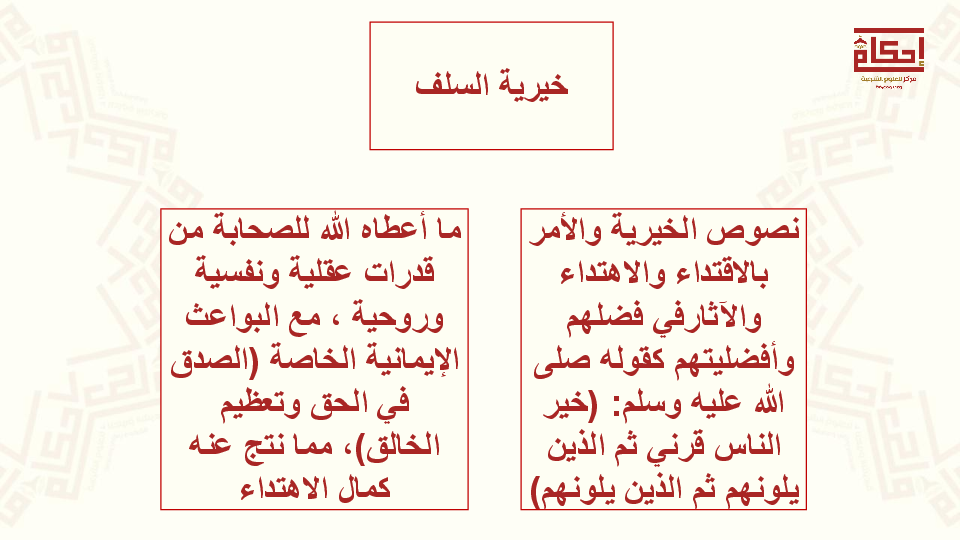 إحكام
مركز للعلوم الشرعية
خيرية السلف
نصوص الخيرية والأمر
بالاقتداء والاهتداء
والآثارفي فضلهم
وأفضليتهم كقوله صلى
الله عليه وسلم: (خير
الناس قرني ثم الذين
يلونهم ثم الذين يلونهم)
ما أعطاه الله للصحابة من
قدرات عقلية ونفسية
وروحية ، مع البواعث
الإيمانية الخاصة (الصدق
في الحق وتعظيم
الخالق)، مما نتج عنه
كمال الاهتداء